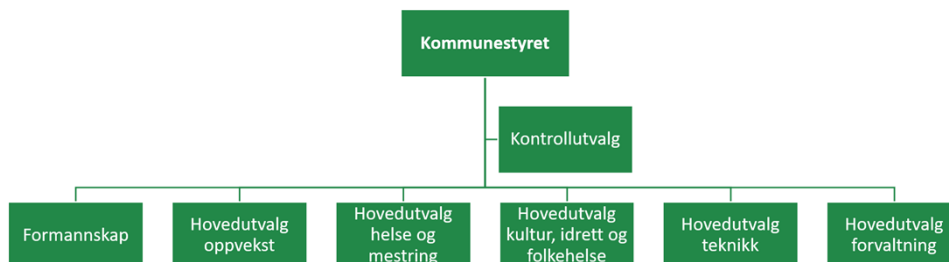 Kommunestyret
Kontrollutvalg
Formannskap
Hovedutvalg
oppvekst
Hovedutvalg
helse og
mestring
Hovedutvalg
kultur, idrett og
folkehelse
Hovedutvalg
teknikk
Hovedutvalg
forvaltning